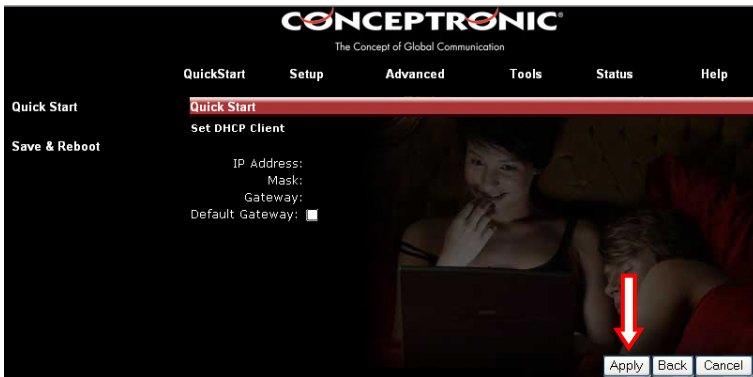 CONCEPTRONIC®
The Concept of Global Communication
QuickStart Setup Advanced Tools Status Help
Quick Start
Save & Reboot
Quick Start
Set DHCP Client
IP Address:
Mask:
Gateway:
Default Gateway:
Apply Back Cancel